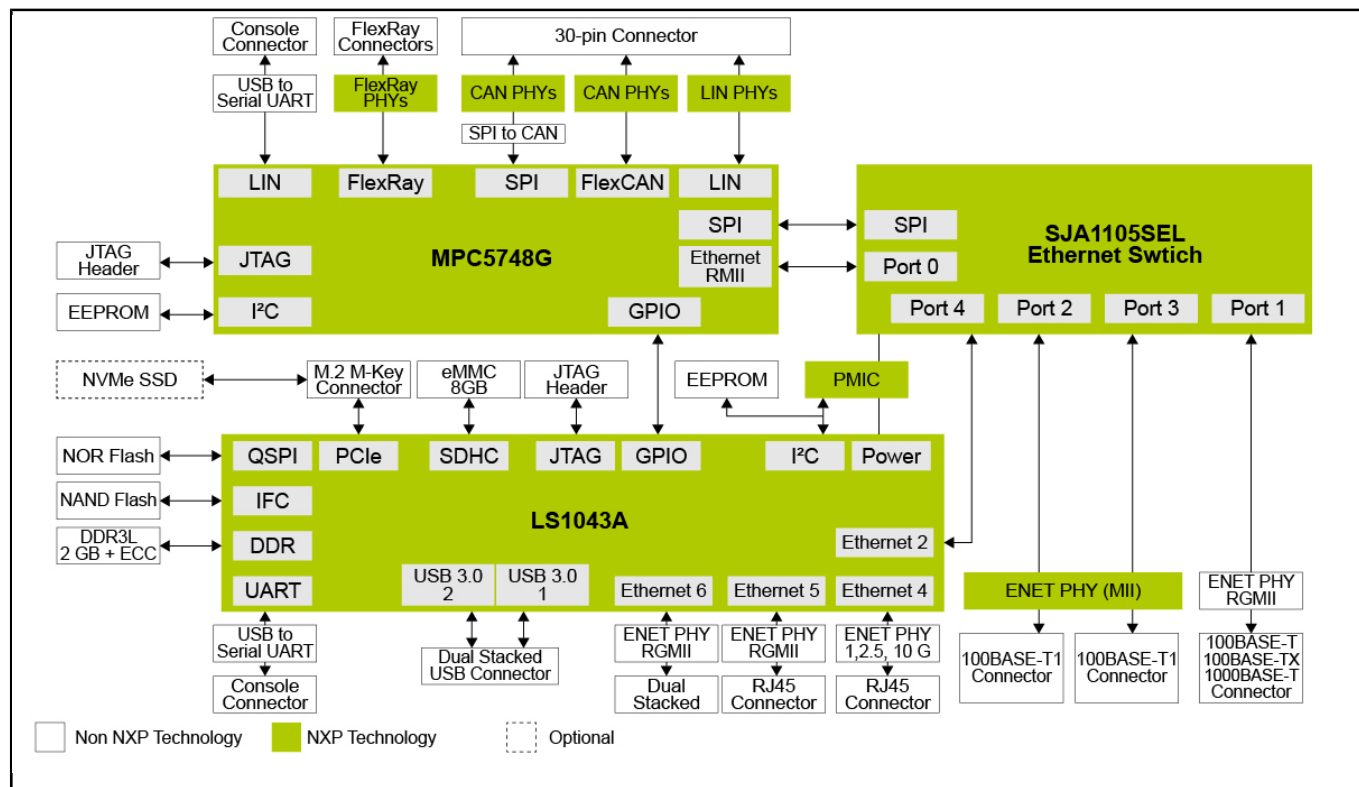 Console
Connector
FlexRay
Connectors
30-pin Connector
USB to
Serial UART
FlexRay
PHYs
CAN PHYs
CAN PHYs
LIN PHYs
SPI to CAN
LIN
FlexRay
SPI
FlexCAN
LIN
SPI
Ethernet
RMII
JTAG
Header
JTAG
MPC5748G
EEPROM
I²C
GPIO
SPI
SJA1105SEL
Ethernet Swtich
Port 0
Port 4
Port 2
Port 3
Port 1
NVMe SSD
M.2 M-Key
Connector
eMMC
8GB
JTAG
Header
EEPROM
PMIC
NOR Flash
QSPI
PCIe
SDHC
JTAG
GPIO
I²C
Power
NAND Flash
IFC
LS1043A
DDR3L
2 GB + ECC
DDR
Ethernet 2
UART
USB 3.0
2
USB 3.0
1
Ethernet 6
Ethernet 5
Ethernet 4
ENET PHY (MII)
ENET PHY
RGMII
USB to
Serial UART
Dual Stacked
USB Connector
ENET PHY
RGMII
ENET PHY
RGMII
ENET PHY
1,2.5, 10 G
100BASE-T1
Connector
100BASE-T1
Connector
100BASE-T
100BASE-TX
1000BASE-T
Connector
Console
Connector
Dual
Stacked
RJ45
Connector
RJ45
Connector
Non NXP Technology
NXP Technology
Optional